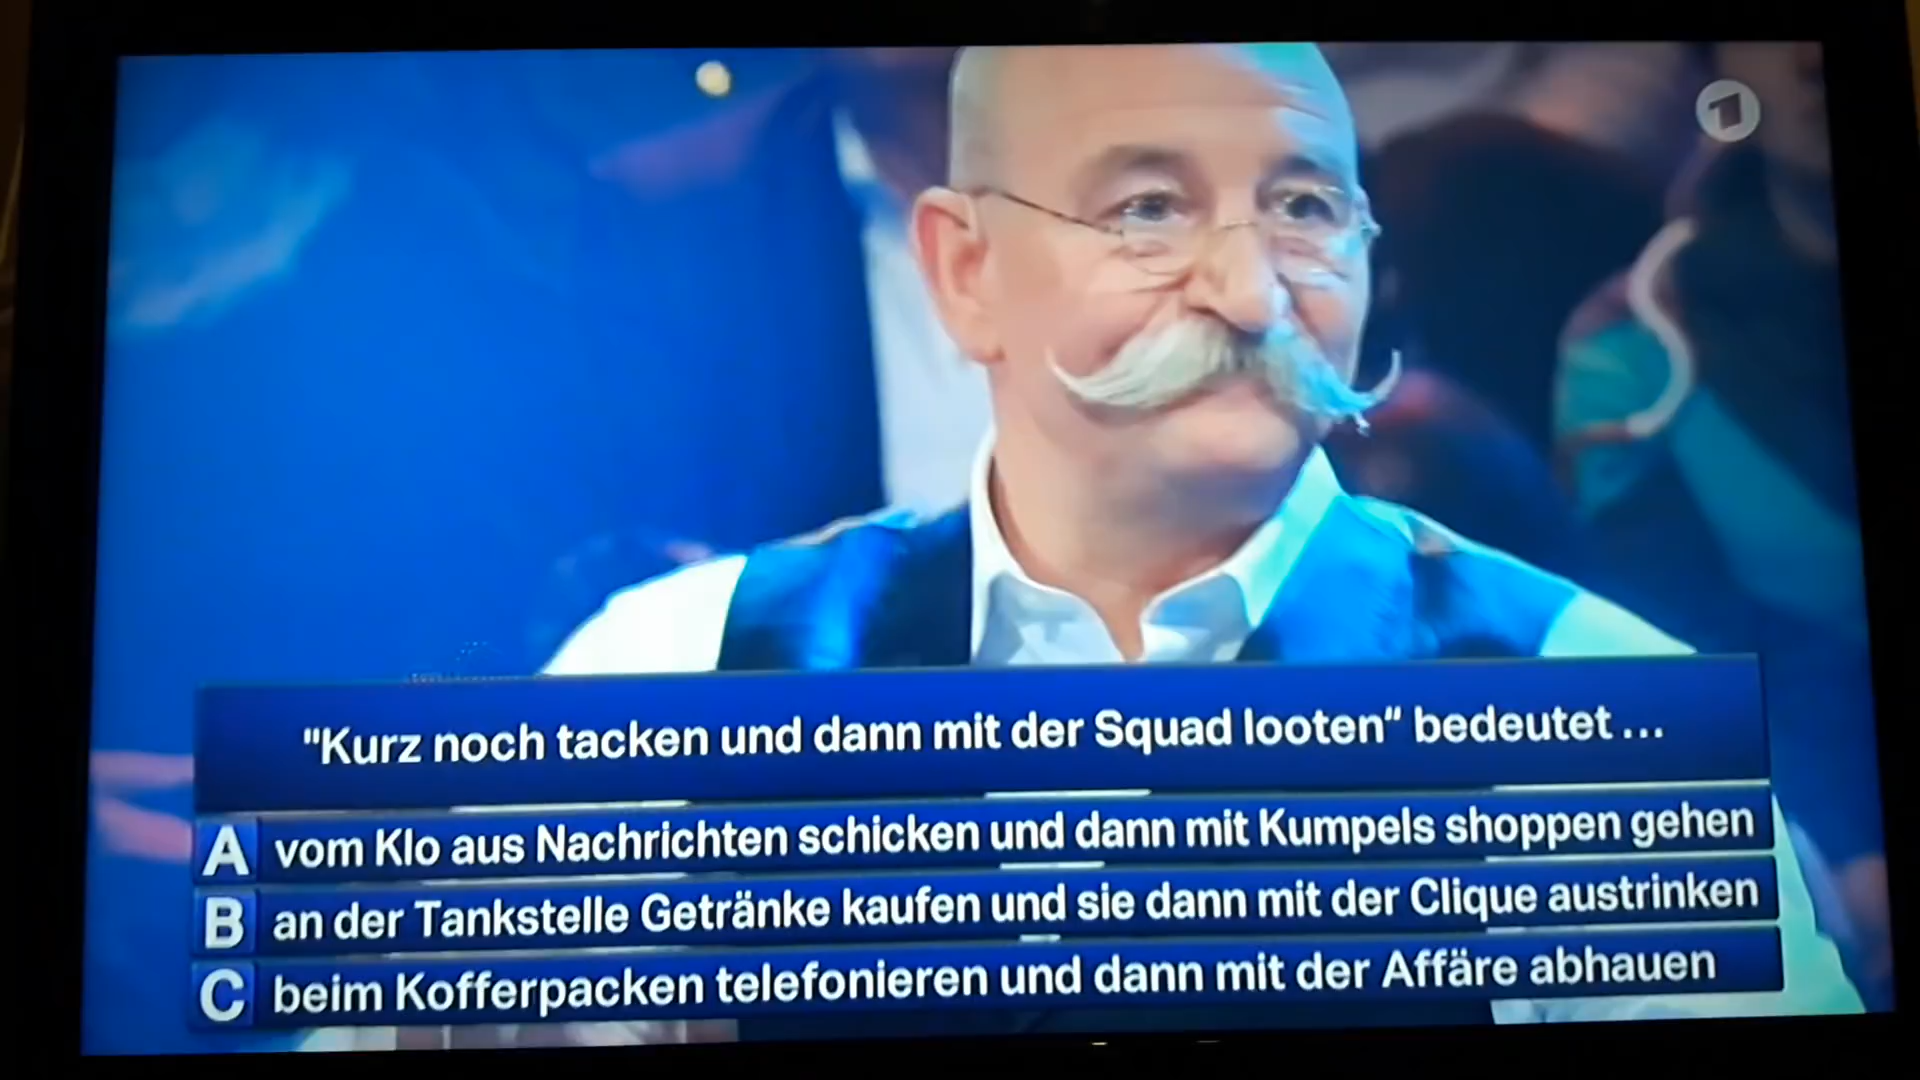 1
"Kurz noch tacken und dann mit der Squad looten“ bedeutet ...
A vom Klo aus Nachrichten schicken und dann mit Kumpels shoppen gehen
B an der Tankstelle Getränke kaufen und sie dann mit der Clique austrinken
C beim Kofferpacken telefonieren und dann mit der Affäre abhauen